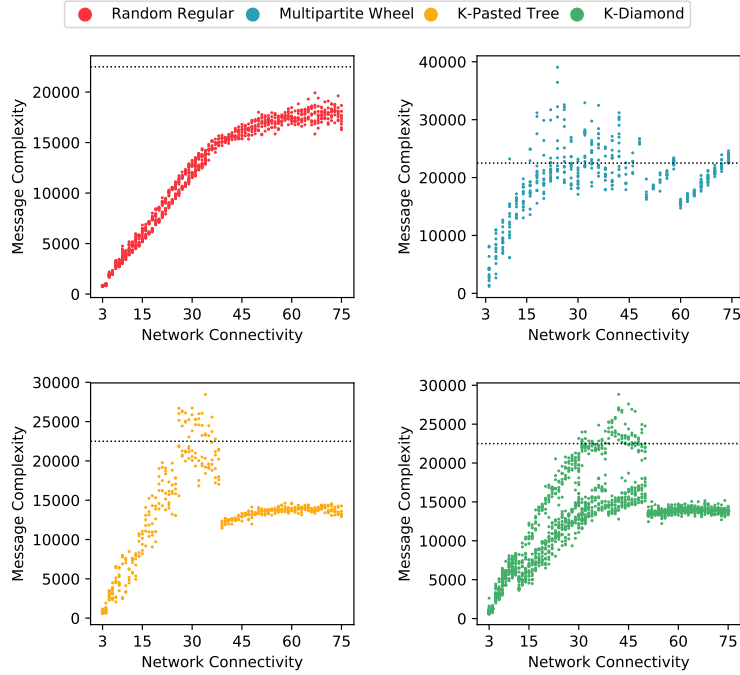 Random Regular Multipartite Wheel K-Pasted Tree K-Diamond
Message Complexity
20000
15000
10000
5000
0
3 15 30 45 60 75
Network Connectivity
Message Complexity
40000
30000
20000
10000
0
3 15 30 45 60 75
Network Connectivity
Message Complexity
30000
25000
20000
15000
10000
5000
0
3 15 30 45 60 75
Network Connectivity
Message Complexity
30000
25000
20000
15000
10000
5000
0
3 15 30 45 60 75
Network Connectivity